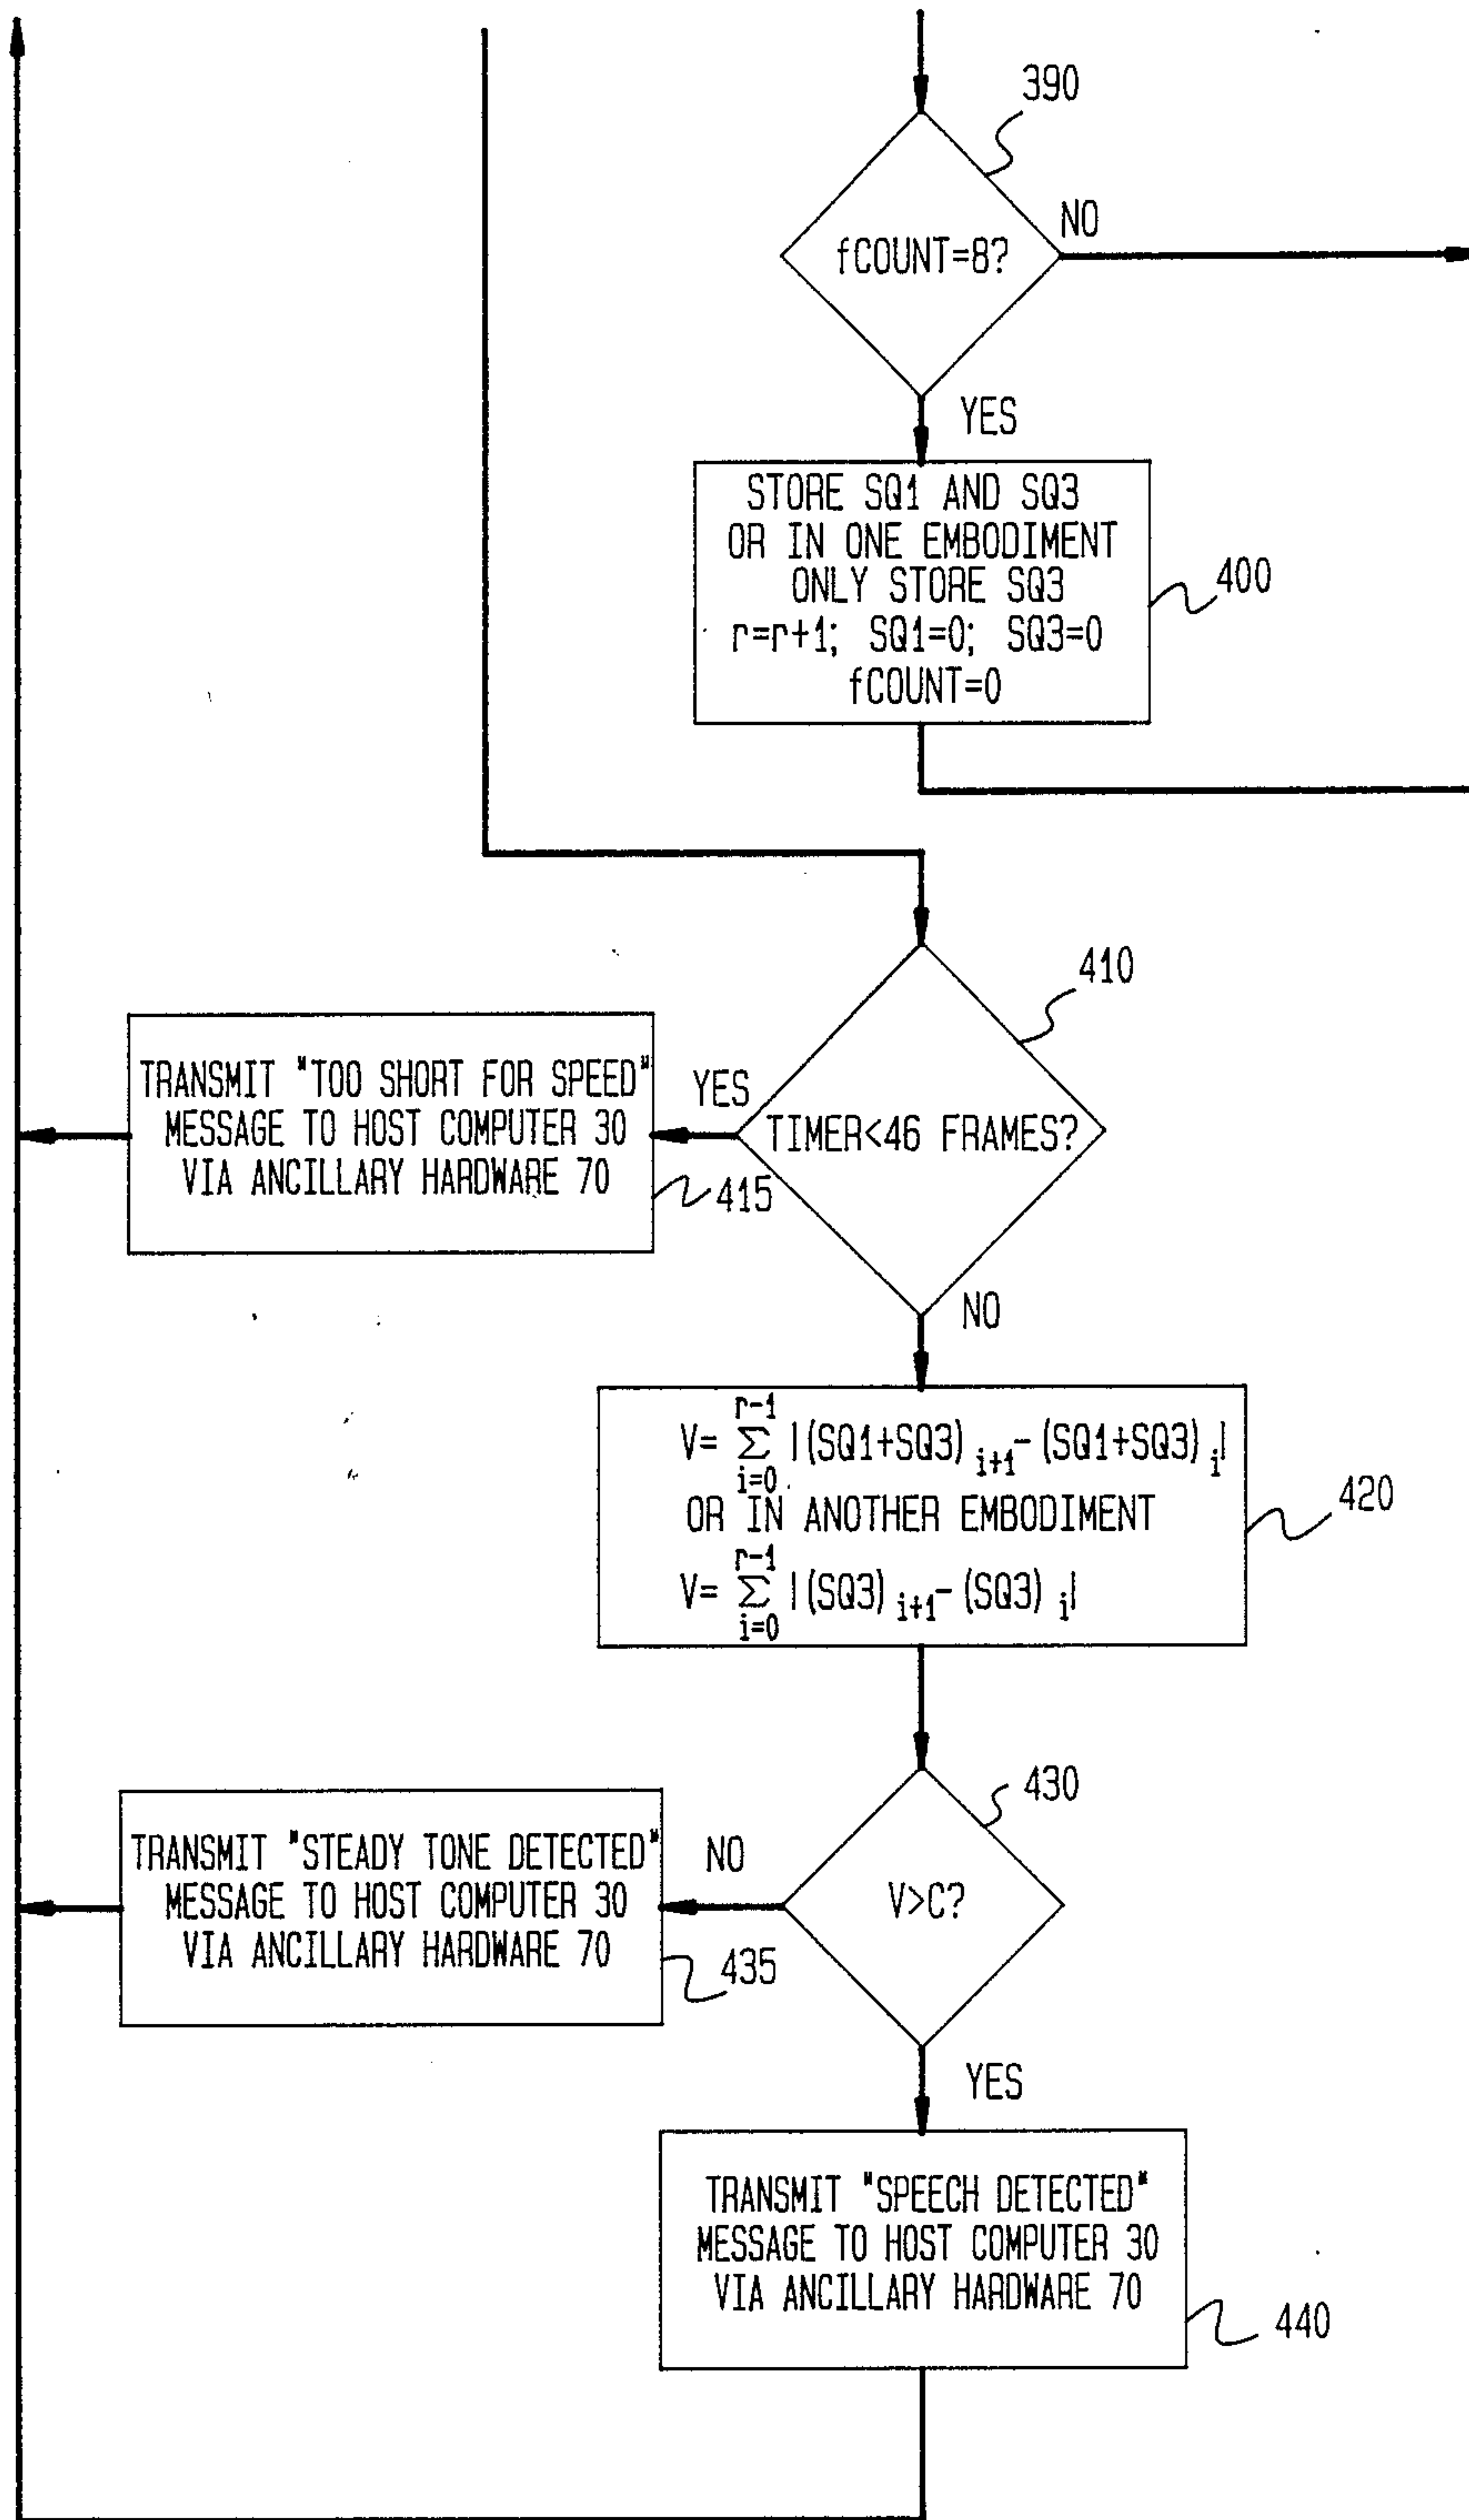 390
fCOUNT=8?
NO
YES
STORE SQ1 AND SQ3
OR IN ONE EMBODIMENT
ONLY STORE SQ3
r=r+1; SQ1=0; SQ3=0
fCOUNT=0
400
410
TIMER<46 FRAMES?
YES
TRANSMIT "TOO SHORT FOR SPEED"
MESSAGE TO HOST COMPUTER 30
VIA ANCILLARY HARDWARE 70
415
NO
V= r-1 ∑ i=0 |(SQ1+SQ3) i+1 - (SQ1+SQ3) i|
OR IN ANOTHER EMBODIMENT
V= r-1 ∑ i=0 |(SQ3) i+1 - (SQ3) i|
420
430
V>C?
NO
TRANSMIT "STEADY TONE DETECTED"
MESSAGE TO HOST COMPUTER 30
VIA ANCILLARY HARDWARE 70
435
YES
TRANSMIT "SPEECH DETECTED"
MESSAGE TO HOST COMPUTER 30
VIA ANCILLARY HARDWARE 70
440